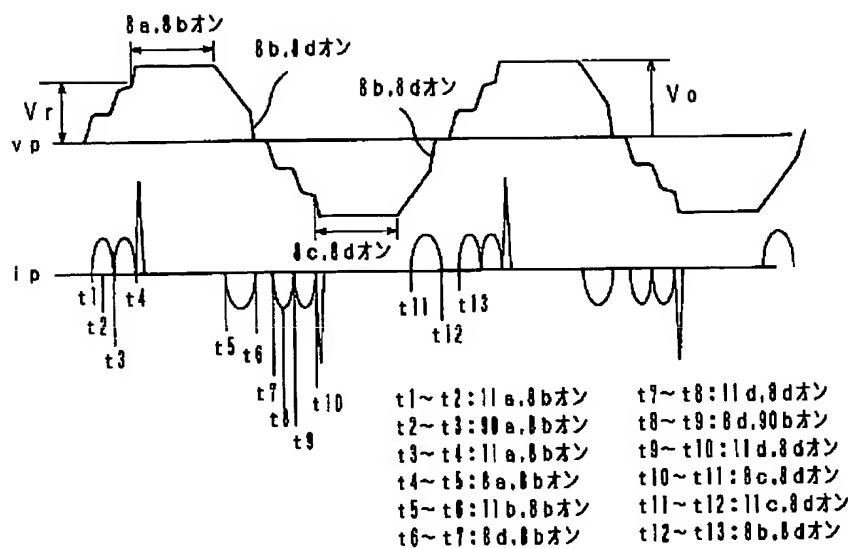 8a,8bオン
8b,8dオン
8b,8dオン
Vr
Vo
vp
8c,8dオン
ip
t1
t2
t3
t4
t5
t6
t7
t8
t9
t10
t11
t12
t13
t1~t2:11a,8bオン
t2~t3:90a,8bオン
t3~t4:11a,8bオン
t4~t5:8a,8bオン
t5~t6:11b,8bオン
t6~t7:8d,8bオン
t7~t8:11d,8dオン
t8~t9:8d,90bオン
t9~t10:11d,8dオン
t10~t11:8c,8dオン
t11~t12:11c,8dオン
t12~t13:8b,8dオン